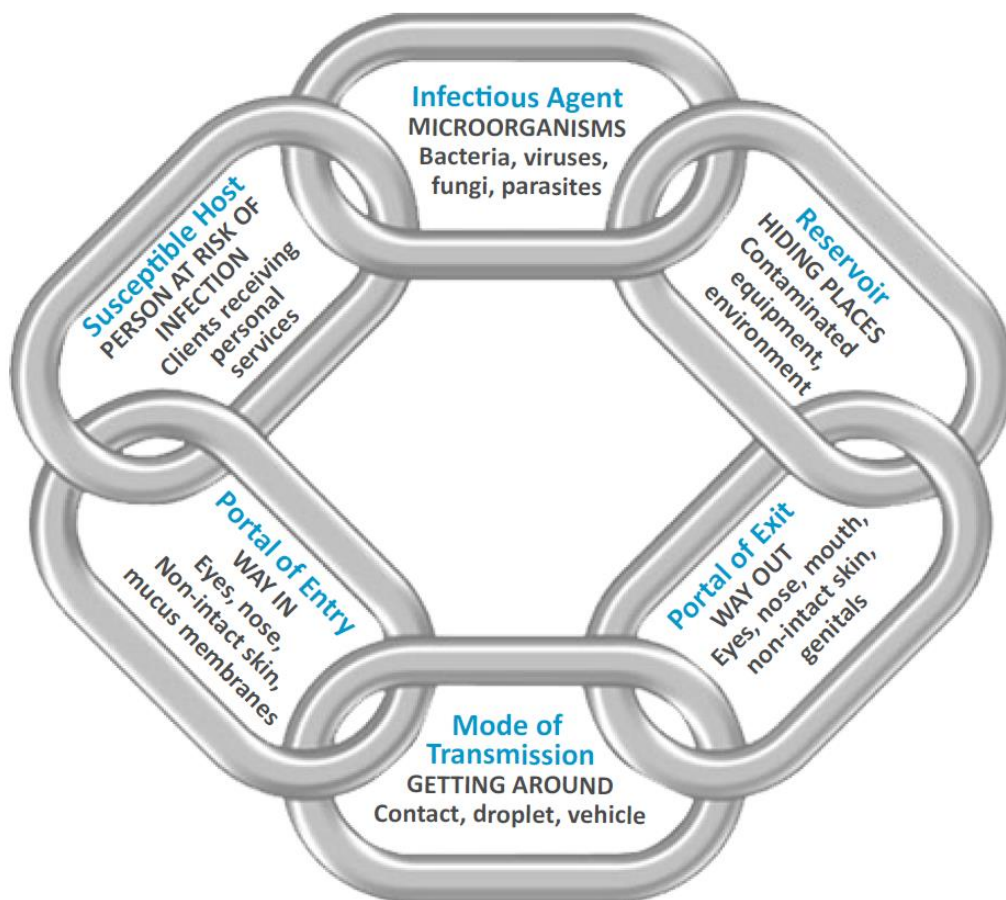 Infectious Agent
MICROORGANISMS
Bacteria, viruses,
fungi, parasites
Reservoir
HIDING PLACES
Contaminated
equipment,
environment
Portal of Exit
WAY OUT
Eyes, nose, mouth,
non-intact skin,
genitals
Mode of
Transmission
GETTING AROUND
Contact, droplet, vehicle
Portal of Entry
WAY IN
Eyes, nose,
Non-intact skin,
mucus membranes
Susceptible Host
PERSON AT RISK OF
INFECTION
Clients receiving
personal
services